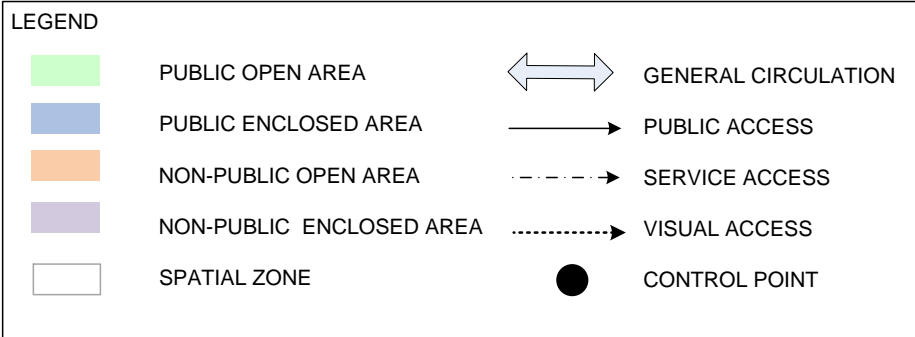 LEGEND
PUBLIC OPEN AREA
PUBLIC ENCLOSED AREA
NON-PUBLIC OPEN AREA
NON-PUBLIC ENCLOSED AREA
SPATIAL ZONE
GENERAL CIRCULATION
PUBLIC ACCESS
SERVICE ACCESS
VISUAL ACCESS
CONTROL POINT